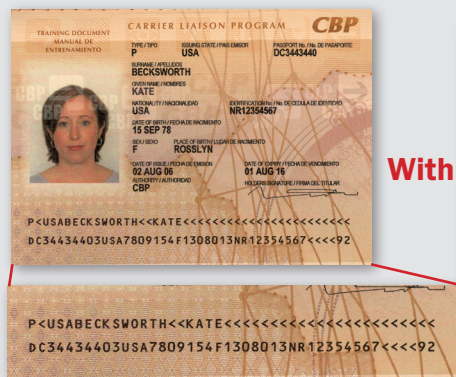 TRAINING DOCUMENT
MANUAL DE
ENTRENAMIENTO
CARRIER LIAISON PROGRAM
CBP
TYPE / TIPO ISSUING STATE / PAIS EMISOR PASSPORT No. / No. DE PASAPORTE
P USA DC3443440
SURNAME / APELLIDOS
BECKSWORTH
GIVEN NAME / NOMBRES
KATE
NATIONALITY / NACIONALIDAD IDENTIFICATION No. / No. DE CEDULA DE IDENTIDAD
USA NR12354567
DATE OF BIRTH / FECHA DE NACIMIENTO
15 SEP 78
SEX / SEXO PLACE OF BIRTH / LUGAR DE NACIMIENTO
F ROSSLYN
DATE OF ISSUE / FECHA DE EMISION DATE OF EXPIRY / FECHA DE VENCIMIENTO
02 AUG 06 01 AUG 16
AUTHORITY / AUTHORIDAD HOLDERS SIGNATURE / FIRMA DEL TITULAR
CBP
P<USABECKSWORTH<<KATE<<<<<<<<<<<<<<<<<<<<<<<
DC34434403USA7809154F1308013NR12354567<<<<92
With
P<USABECKSWORTH<<KATE<<<<<<<<<<<<<<<<<<<<<<<
DC34434403USA7809154F1308013NR12354567<<<<92